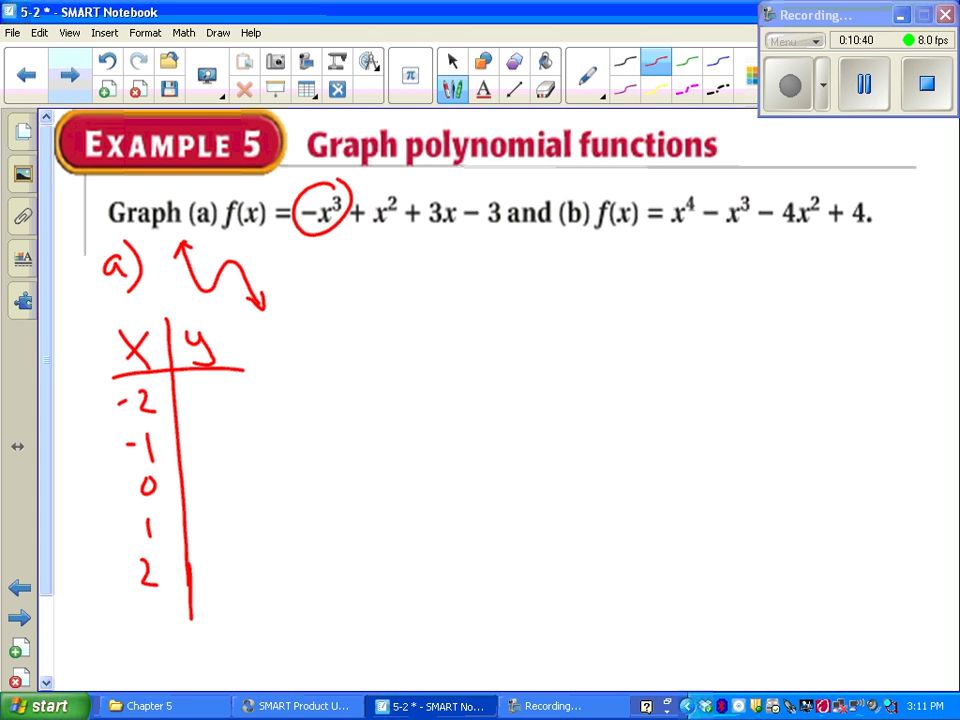 5-2 * - SMART Notebook
Recording...
File Edit View Insert Format Math Draw Help
Menu
0:10:40
8.0 fps
EXAMPLE 5 Graph polynomial functions
Graph (a) f(x) = −x³ + x² + 3x − 3 and (b) f(x) = x⁴ − x³ − 4x² + 4.
a)
x y
-2
-1
0
1
2
start
Chapter 5
SMART Product U...
5-2 * - SMART No...
Recording...
3:11 PM